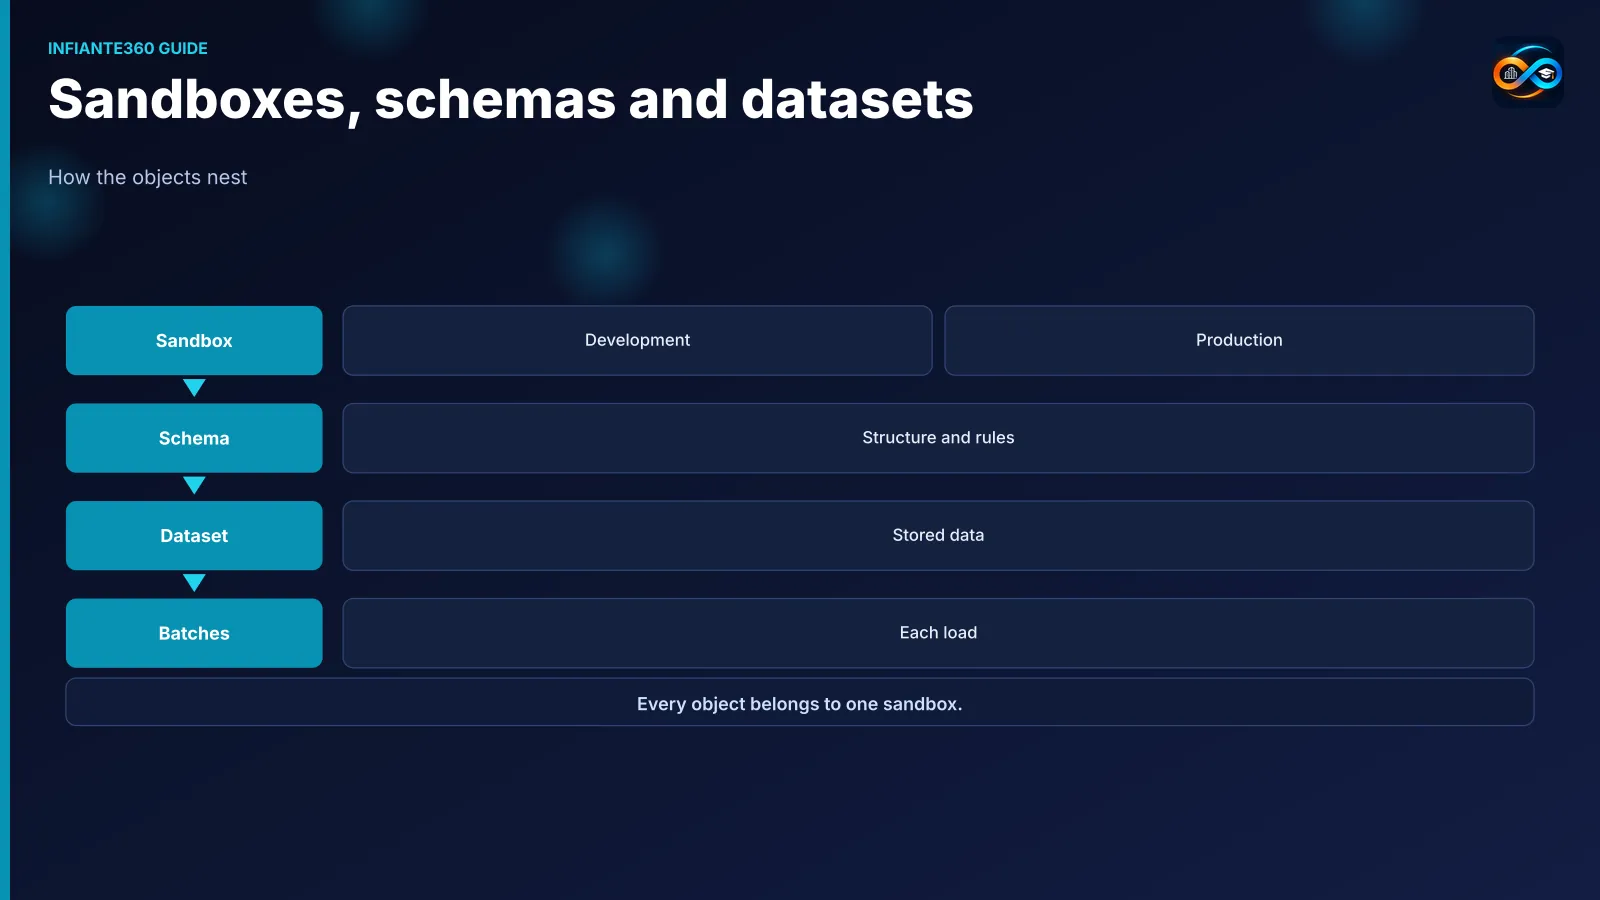 INFIANTE360 GUIDE
Sandboxes, schemas and datasets
How the objects nest
Sandbox
Development
Production
Schema
Structure and rules
Dataset
Stored data
Batches
Each load
Every object belongs to one sandbox.